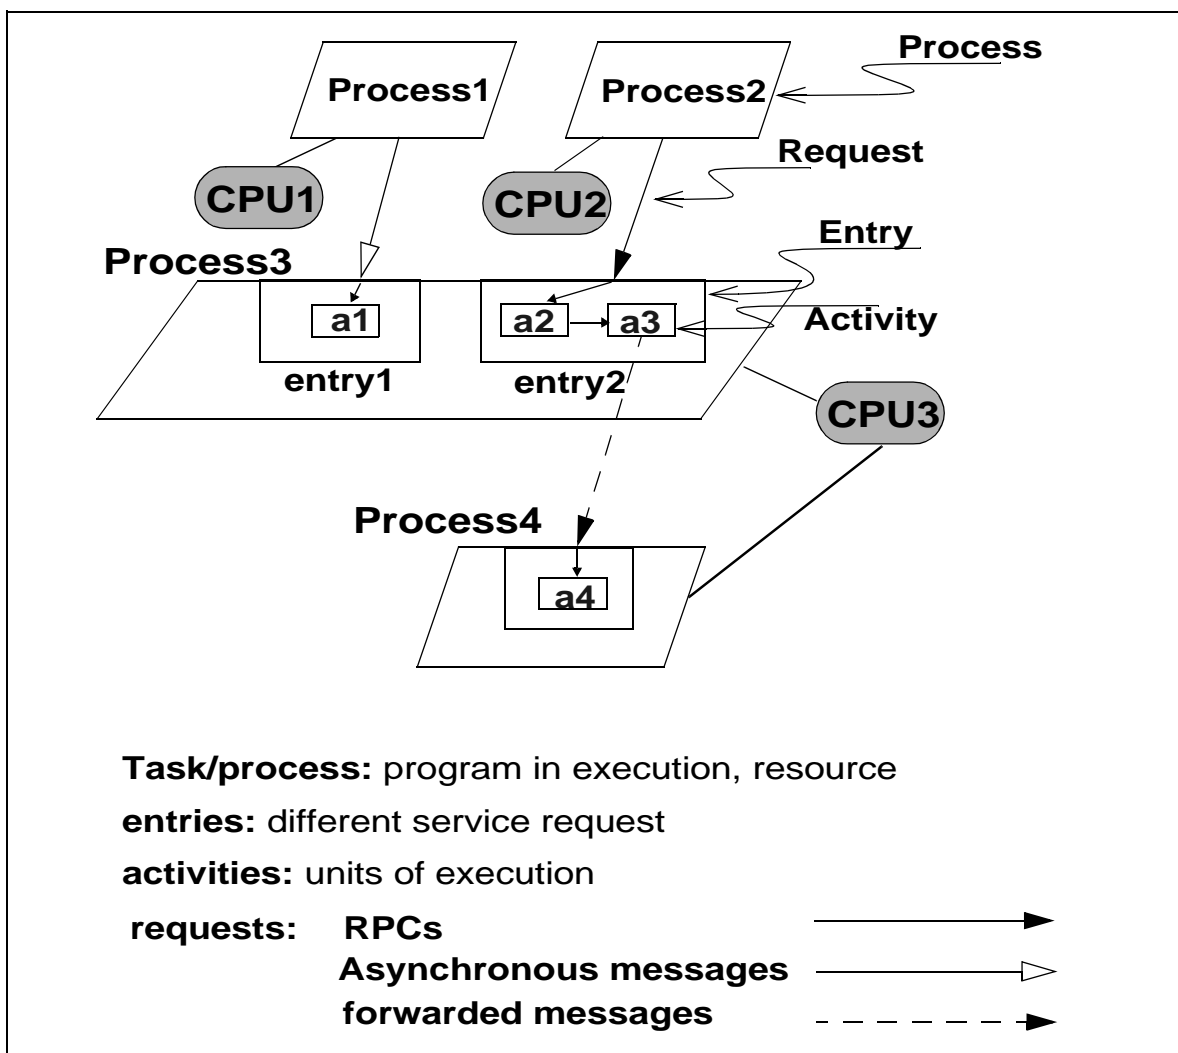 Process
Process1
Process2
Request
CPU1
CPU2
Entry
Process3
a1
a2
a3
Activity
entry1
entry2
CPU3
Process4
a4
Task/process: program in execution, resource
entries: different service request
activities: units of execution
requests: RPCs
Asynchronous messages
forwarded messages